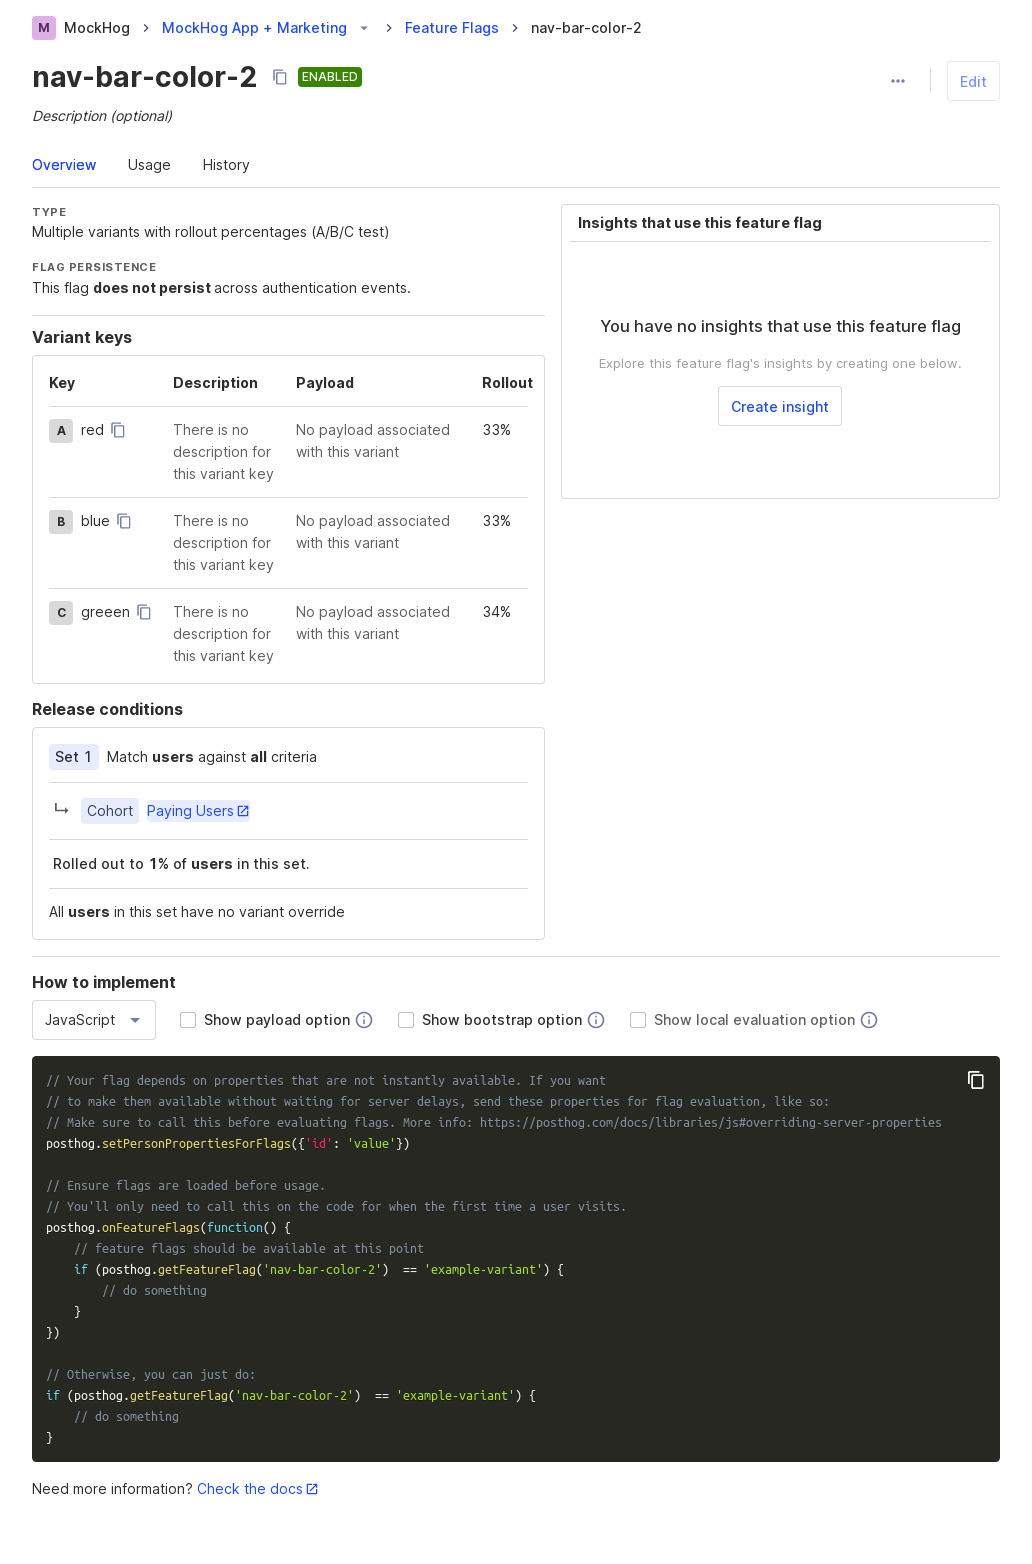 M MockHog > MockHog App + Marketing > Feature Flags > nav-bar-color-2
nav-bar-color-2 ENABLED
Edit
Description (optional)
Overview Usage History
TYPE
Multiple variants with rollout percentages (A/B/C test)
FLAG PERSISTENCE
This flag does not persist across authentication events.
Variant keys
Key Description Payload Rollout
A red There is no description for this variant key No payload associated with this variant 33%
B blue There is no description for this variant key No payload associated with this variant 33%
C greeen There is no description for this variant key No payload associated with this variant 34%
Release conditions
Set 1 Match users against all criteria
Cohort Paying Users
Rolled out to 1% of users in this set.
All users in this set have no variant override
Insights that use this feature flag
You have no insights that use this feature flag
Explore this feature flag's insights by creating one below.
Create insight
How to implement
JavaScript Show payload option Show bootstrap option Show local evaluation option
// Your flag depends on properties that are not instantly available. If you want
// to make them available without waiting for server delays, send these properties for flag evaluation, like so:
// Make sure to call this before evaluating flags. More info: https://posthog.com/docs/libraries/js#overriding-server-properties
posthog.setPersonPropertiesForFlags({'id': 'value'})
// Ensure flags are loaded before usage.
// You'll only need to call this on the code for when the first time a user visits.
posthog.onFeatureFlags(function() {
    // feature flags should be available at this point
    if (posthog.getFeatureFlag('nav-bar-color-2')  == 'example-variant') {
        // do something
    }
})
// Otherwise, you can just do:
if (posthog.getFeatureFlag('nav-bar-color-2')  == 'example-variant') {
    // do something
}
Need more information? Check the docs